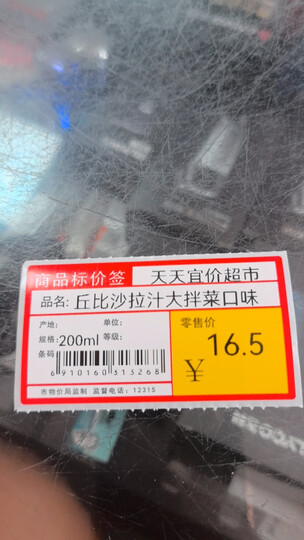 商品标价签 天天宜价超市
品名: 丘比沙拉汁大拌菜口味
产地: 单位:
规格: 200ml 等级:
条码
6910160313268
零售价
¥ 16.5
市物价局监制 监督电话: 12315